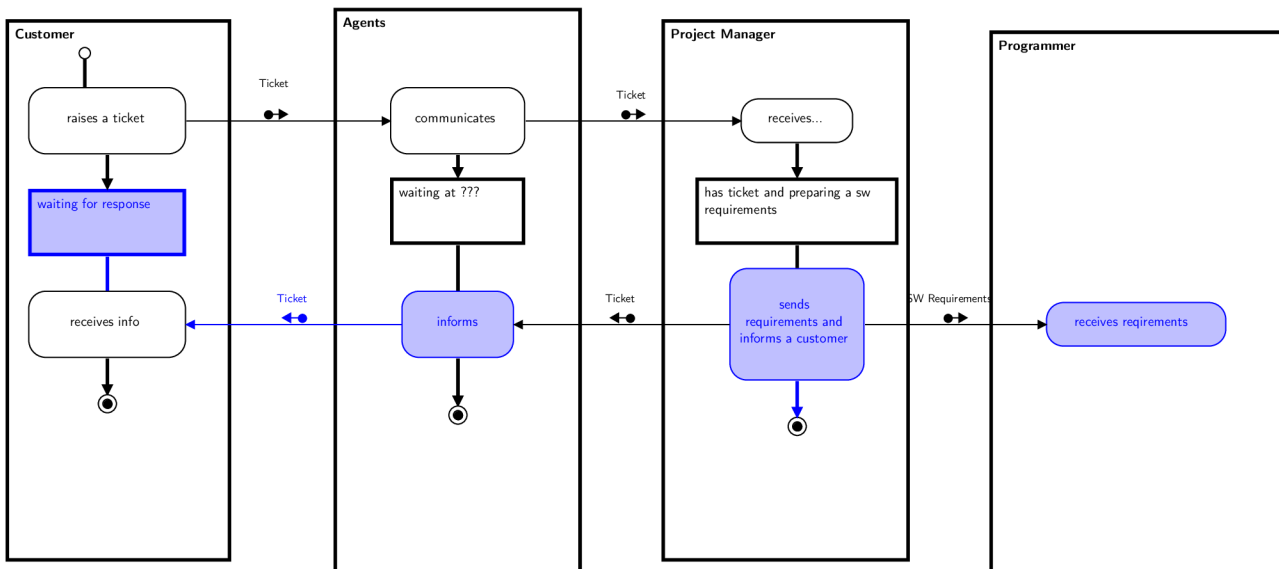 Customer
Agents
Project Manager
Programmer
Ticket
Ticket
raises a ticket
communicates
receives...
waiting for response
waiting at ???
has ticket and preparing a sw
requirements
Ticket
Ticket
SW Requirements
receives info
informs
sends
requirements and
informs a customer
receives reqirements